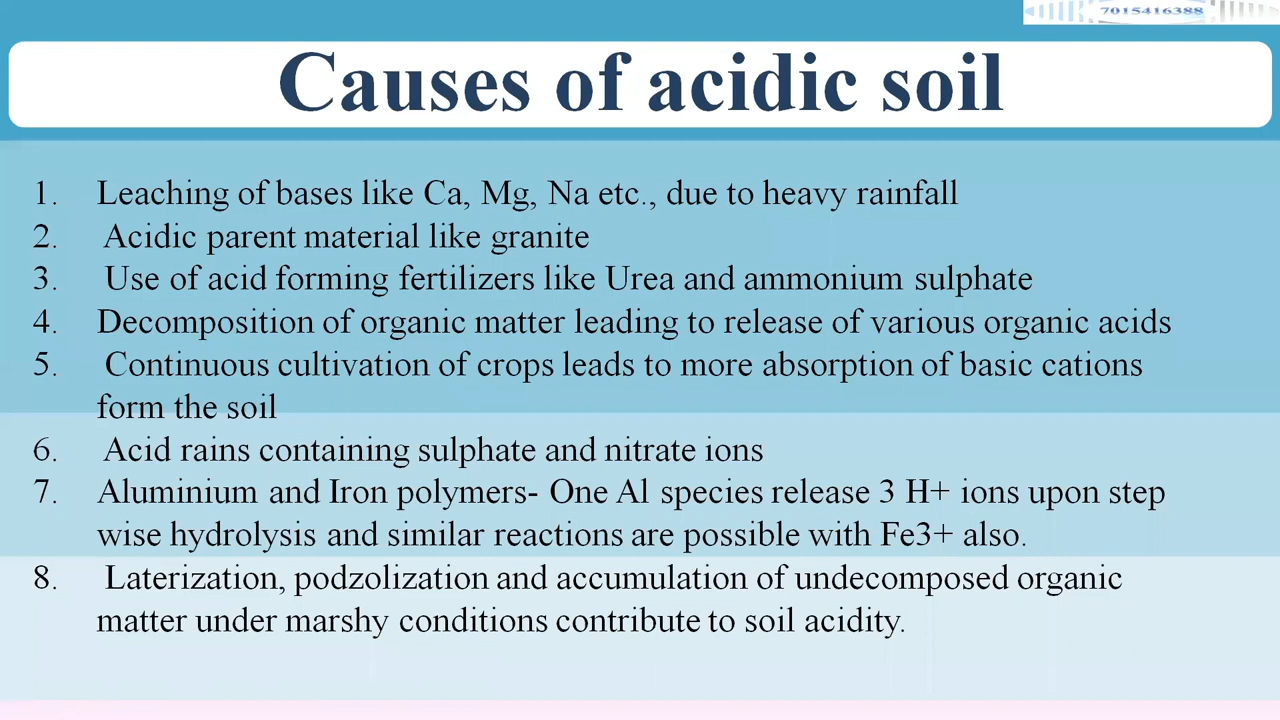 7015416388
Causes of acidic soil
1. Leaching of bases like Ca, Mg, Na etc., due to heavy rainfall
2. Acidic parent material like granite
3. Use of acid forming fertilizers like Urea and ammonium sulphate
4. Decomposition of organic matter leading to release of various organic acids
5. Continuous cultivation of crops leads to more absorption of basic cations
form the soil
6. Acid rains containing sulphate and nitrate ions
7. Aluminium and Iron polymers- One Al species release 3 H+ ions upon step
wise hydrolysis and similar reactions are possible with Fe3+ also.
8. Laterization, podzolization and accumulation of undecomposed organic
matter under marshy conditions contribute to soil acidity.